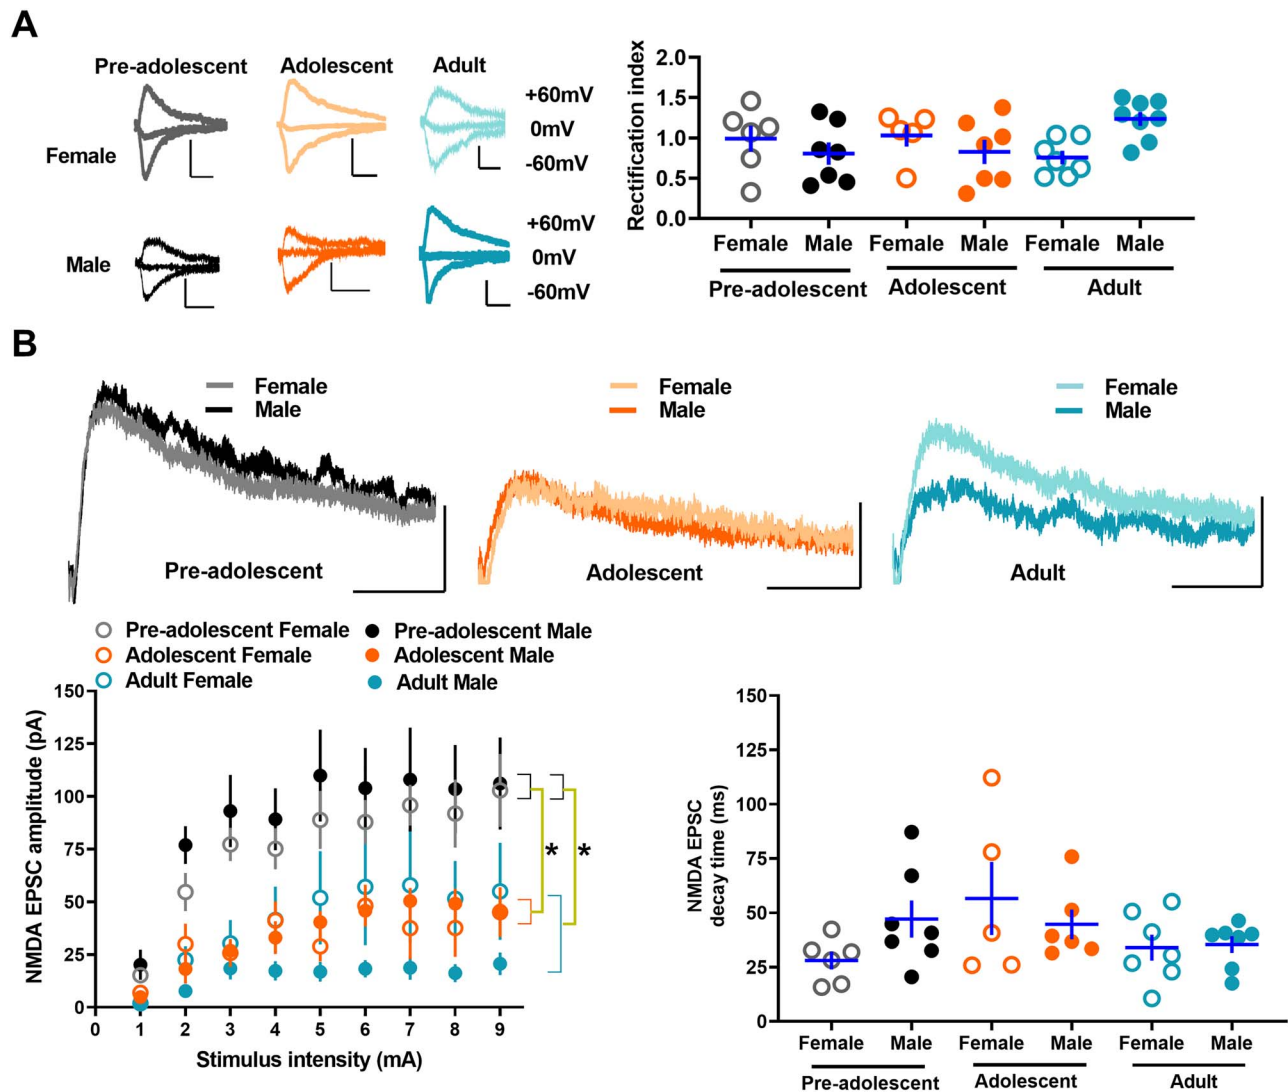 A
Pre-adolescent
Adolescent
Adult
+60mV
0mV
-60mV
Female
+60mV
0mV
-60mV
Male
Rectification index
2.0
1.5
1.0
0.5
0.0
Female Male Female Male Female Male
Pre-adolescent Adolescent Adult
B
Female
Male
Pre-adolescent
Female
Male
Adolescent
Female
Male
Adult
Pre-adolescent Female
Pre-adolescent Male
Adolescent Female
Adolescent Male
Adult Female
Adult Male
NMDA EPSC amplitude (pA)
150
125
100
75
50
25
0
0 1 2 3 4 5 6 7 8 9
Stimulus intensity (mA)
* *
NMDA EPSC
decay time (ms)
150
125
100
75
50
25
0
Female Male Female Male Female Male
Pre-adolescent Adolescent Adult